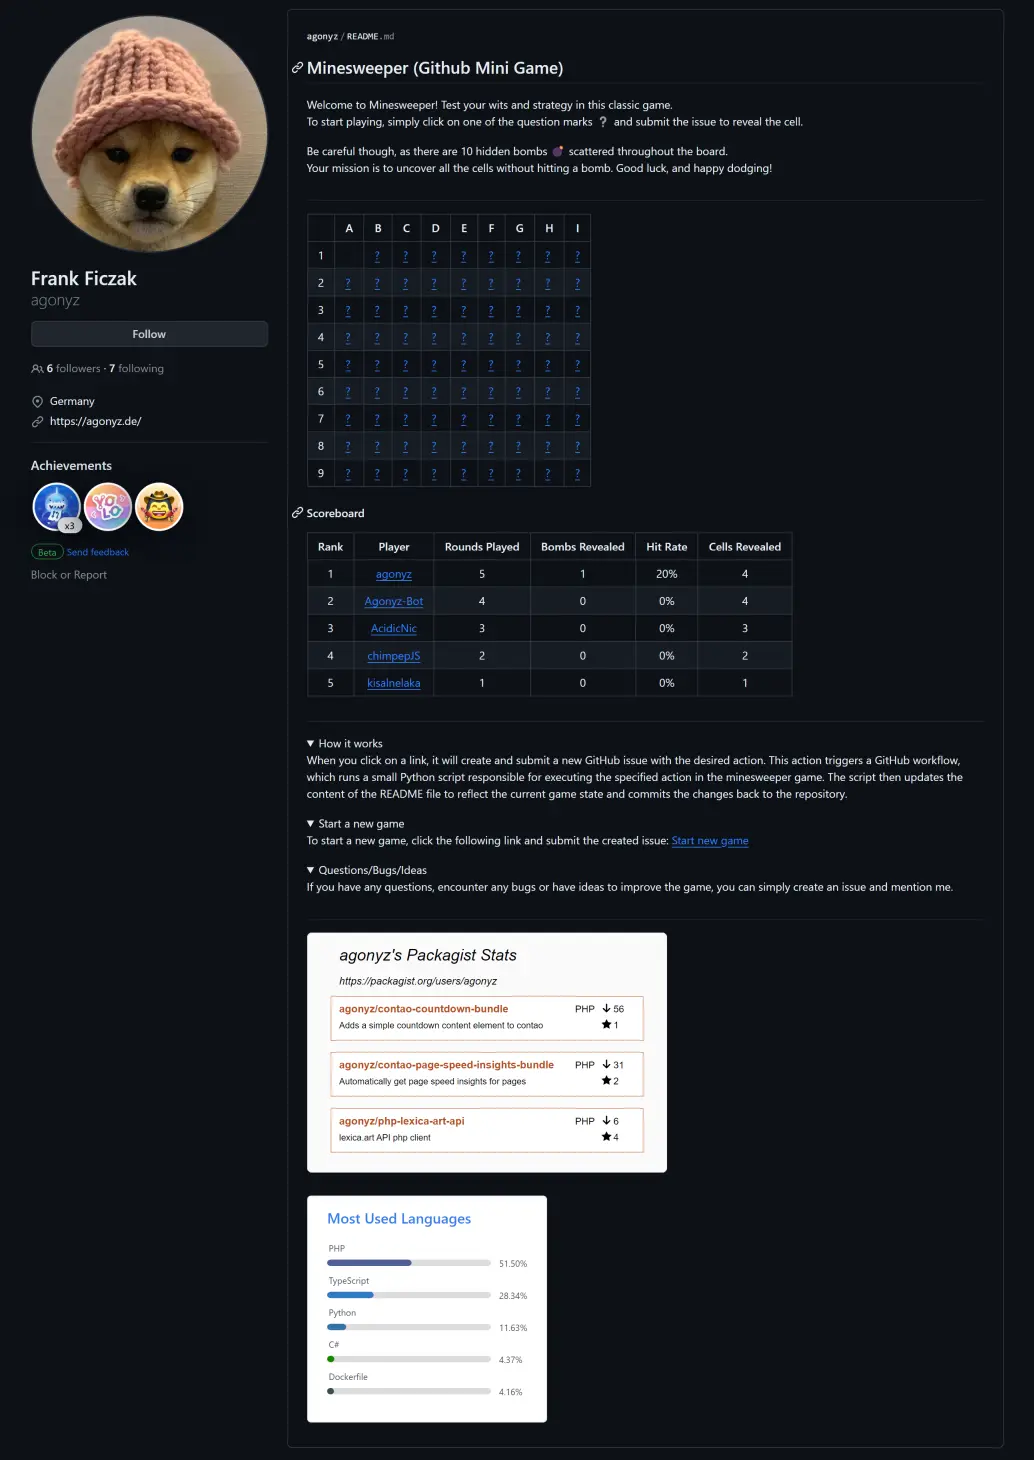 Frank Ficzak
agonyz
Follow
6 followers · 7 following
Germany
https://agonyz.de/
Achievements
YOLO
x3
Beta Send feedback
Block or Report
agonyz / README.md
Minesweeper (Github Mini Game)
Welcome to Minesweeper! Test your wits and strategy in this classic game.
To start playing, simply click on one of the question marks ❔ and submit the issue to reveal the cell.
Be careful though, as there are 10 hidden bombs 💣 scattered throughout the board.
Your mission is to uncover all the cells without hitting a bomb. Good luck, and happy dodging!
A B C D E F G H I
1 ? ? ? ? ? ? ? ?
2 ? ? ? ? ? ? ? ? ?
3 ? ? ? ? ? ? ? ? ?
4 ? ? ? ? ? ? ? ? ?
5 ? ? ? ? ? ? ? ? ?
6 ? ? ? ? ? ? ? ? ?
7 ? ? ? ? ? ? ? ? ?
8 ? ? ? ? ? ? ? ? ?
9 ? ? ? ? ? ? ? ? ?
Scoreboard
Rank Player Rounds Played Bombs Revealed Hit Rate Cells Revealed
1 agonyz 5 1 20% 4
2 Agonyz-Bot 4 0 0% 4
3 AcidicNic 3 0 0% 3
4 chimpepJS 2 0 0% 2
5 kisalnelaka 1 0 0% 1
▼ How it works
When you click on a link, it will create and submit a new GitHub issue with the desired action. This action triggers a GitHub workflow,
which runs a small Python script responsible for executing the specified action in the minesweeper game. The script then updates the
content of the README file to reflect the current game state and commits the changes back to the repository.
▼ Start a new game
To start a new game, click the following link and submit the created issue: Start new game
▼ Questions/Bugs/Ideas
If you have any questions, encounter any bugs or have ideas to improve the game, you can simply create an issue and mention me.
agonyz's Packagist Stats
https://packagist.org/users/agonyz
agonyz/contao-countdown-bundle PHP ↓ 56
Adds a simple countdown content element to contao ★ 1
agonyz/contao-page-speed-insights-bundle PHP ↓ 31
Automatically get page speed insights for pages ★ 2
agonyz/php-lexica-art-api PHP ↓ 6
lexica.art API php client ★ 4
Most Used Languages
PHP
51.50%
TypeScript
28.34%
Python
11.63%
C#
4.37%
Dockerfile
4.16%